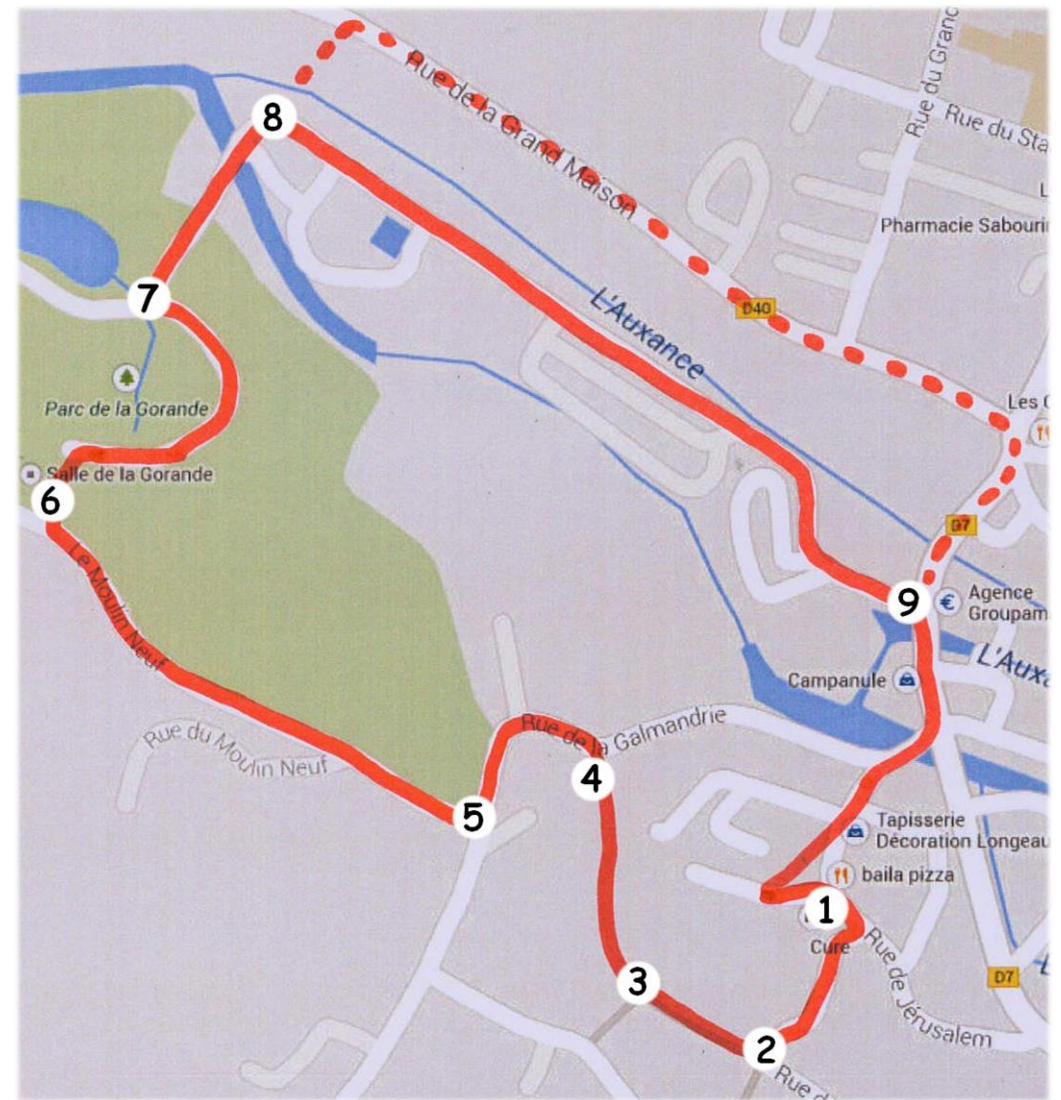 8
Rue de la Grand Maison
Rue du Grand
Rue du Sta
L
Pharmacie Sabouri
7
L'Auxance
D40
Parc de la Gorande
Les
Salle de la Gorande
6
D7
Le Moulin Neuf
9
Agence
Groupam
Campanule
L'Auxa
Rue de la Galmandrie
Rue du Moulin Neuf
4
5
Tapisserie
Décoration Longeau
baila pizza
1
Cure
Rue de Jérusalem
D7
L
3
2
Rue d